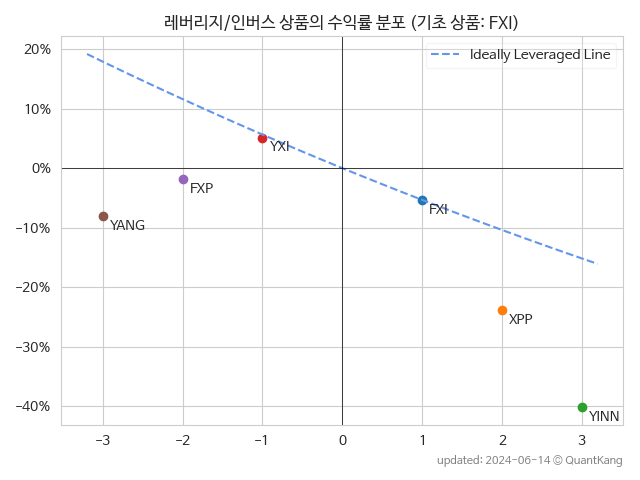 레버리지/인버스 상품의 수익률 분포 (기초 상품: FXI)
20%
Ideally Leveraged Line
10%
YXI
0%
FXP
FXI
YANG
−10%
−20%
XPP
−30%
−40%
YINN
−3 −2 −1 0 1 2 3
updated: 2024-06-14 © QuantKang